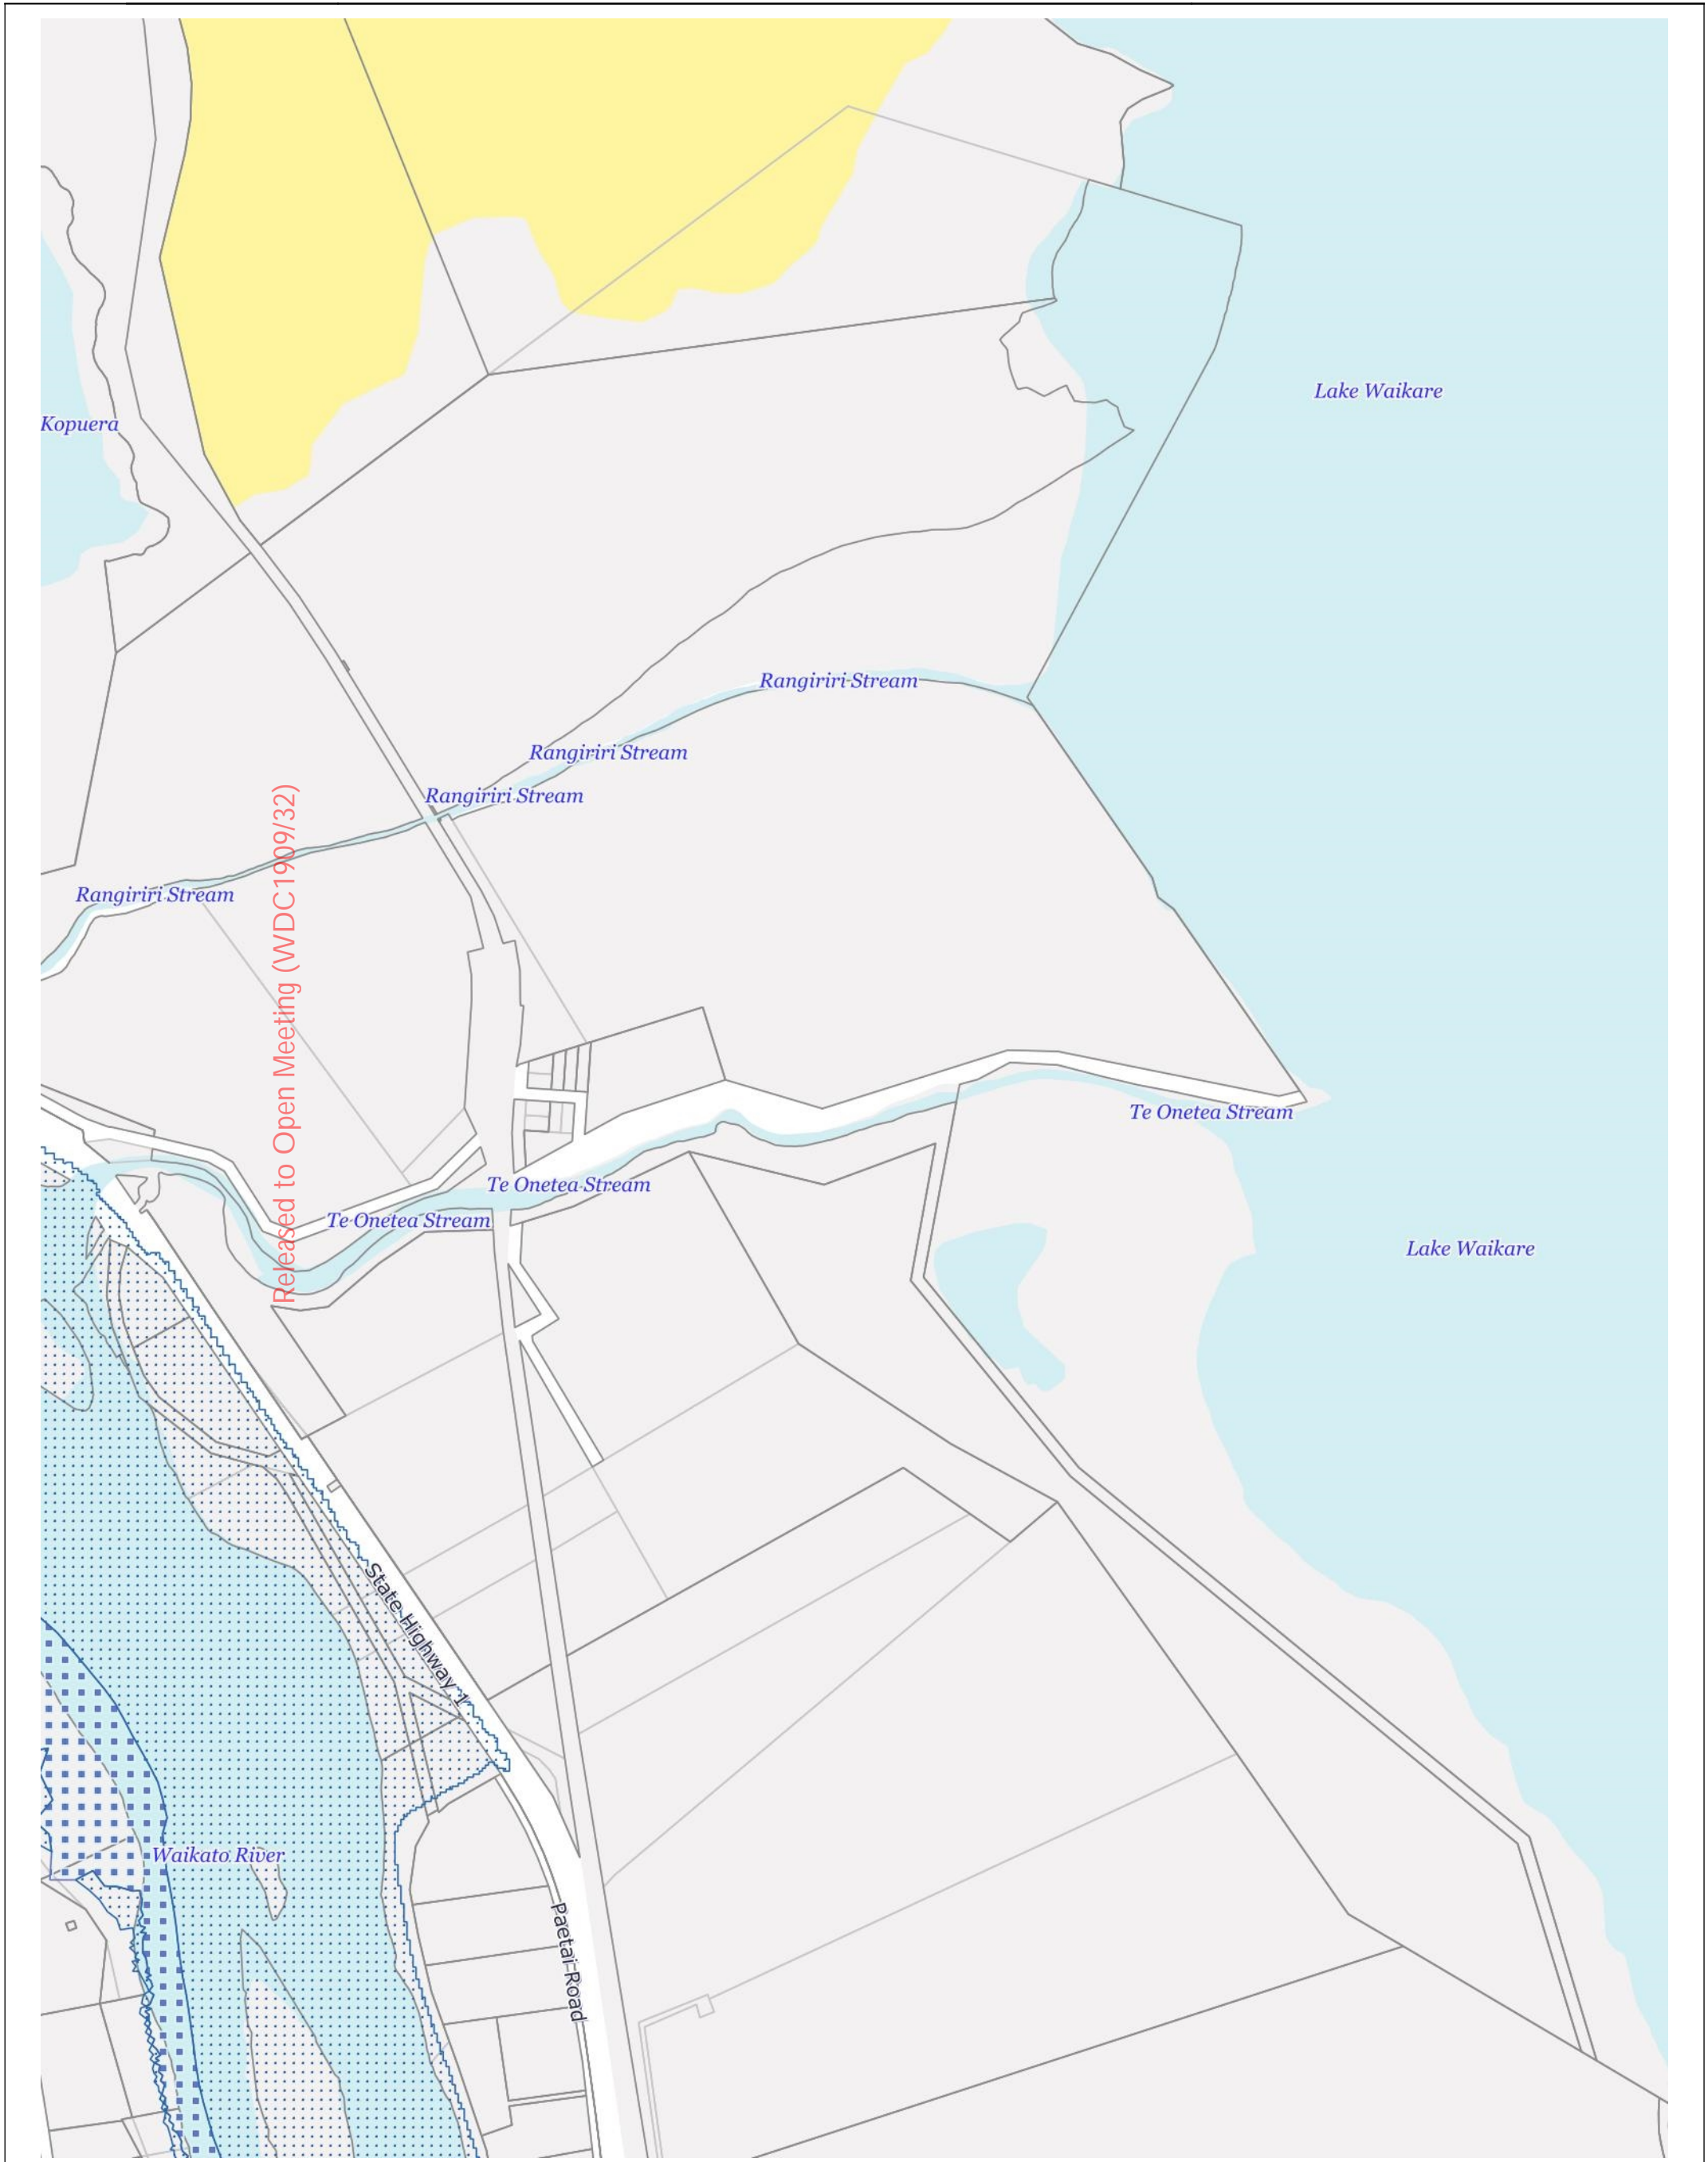 Lake Waikare
Kopuera
Rangiriri Stream
Rangiriri Stream
Rangiriri Stream
Rangiriri Stream
Released to Open Meeting (WDC1909/32)
Te Onetea Stream
Te Onetea Stream
Te Onetea Stream
Lake Waikare
State Highway 1
Waikato River
Paetai Road